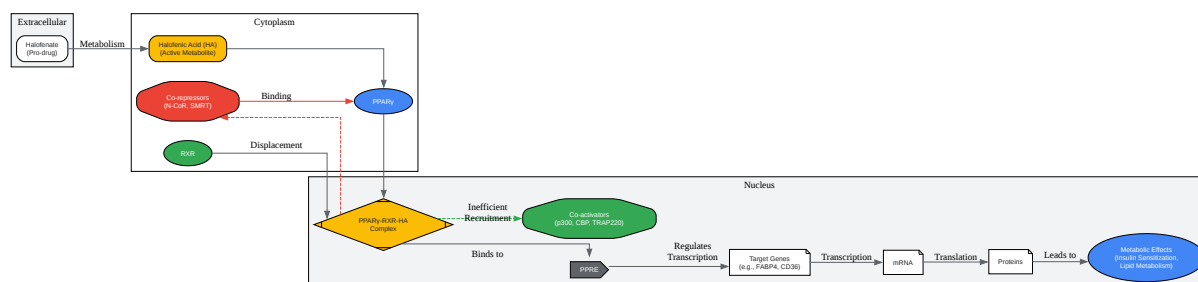 Extracellular
Halofenate
(Pro-drug)
Metabolism
Cytoplasm
Halofenic Acid (HA)
(Active Metabolite)
Co-repressors
(N-CoR, SMRT)
Binding
PPARγ
RXR
Displacement
Nucleus
PPARγ-RXR-HA
Complex
Inefficient
Recruitment
Co-activators
(p300, CBP, TRAP220)
Binds to
PPRE
Regulates
Transcription
Target Genes
(e.g., FABP4, CD36)
Transcription
mRNA
Translation
Proteins
Leads to
Metabolic Effects
(Insulin Sensitization,
Lipid Metabolism)